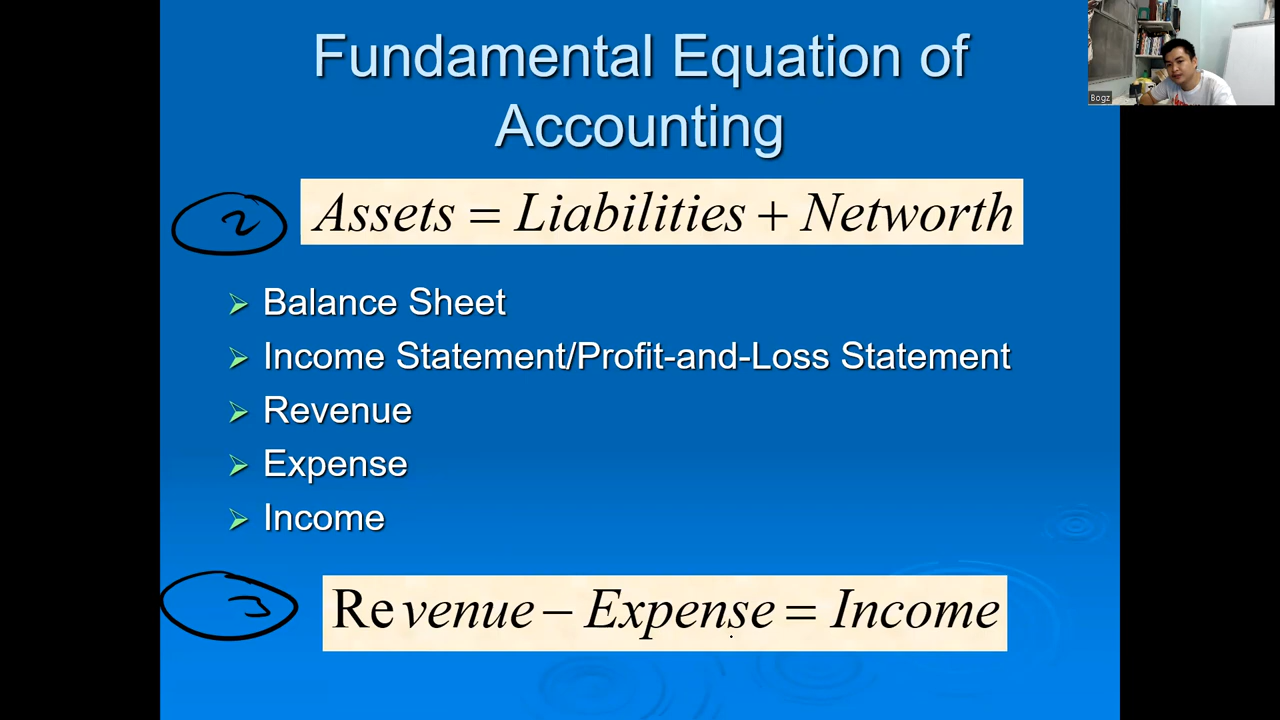 Fundamental Equation of
Accounting
2
Assets = Liabilities + Networth
Balance Sheet
Income Statement/Profit-and-Loss Statement
Revenue
Expense
Income
3
Revenue − Expense = Income
Bogz